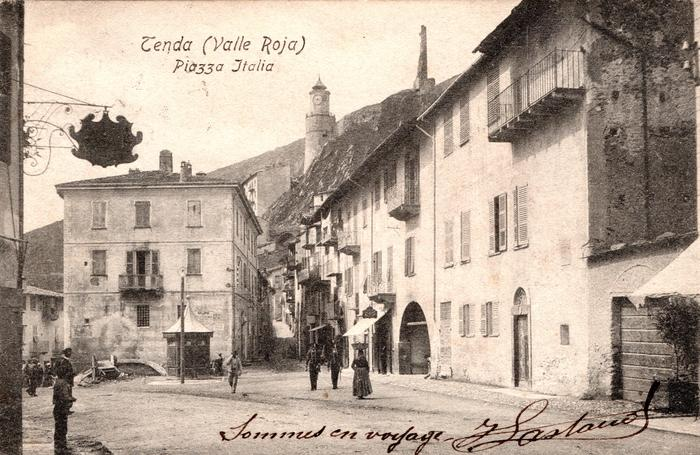 Tenda (Valle Roja)
Piazza Italia
Sommes en voyage.